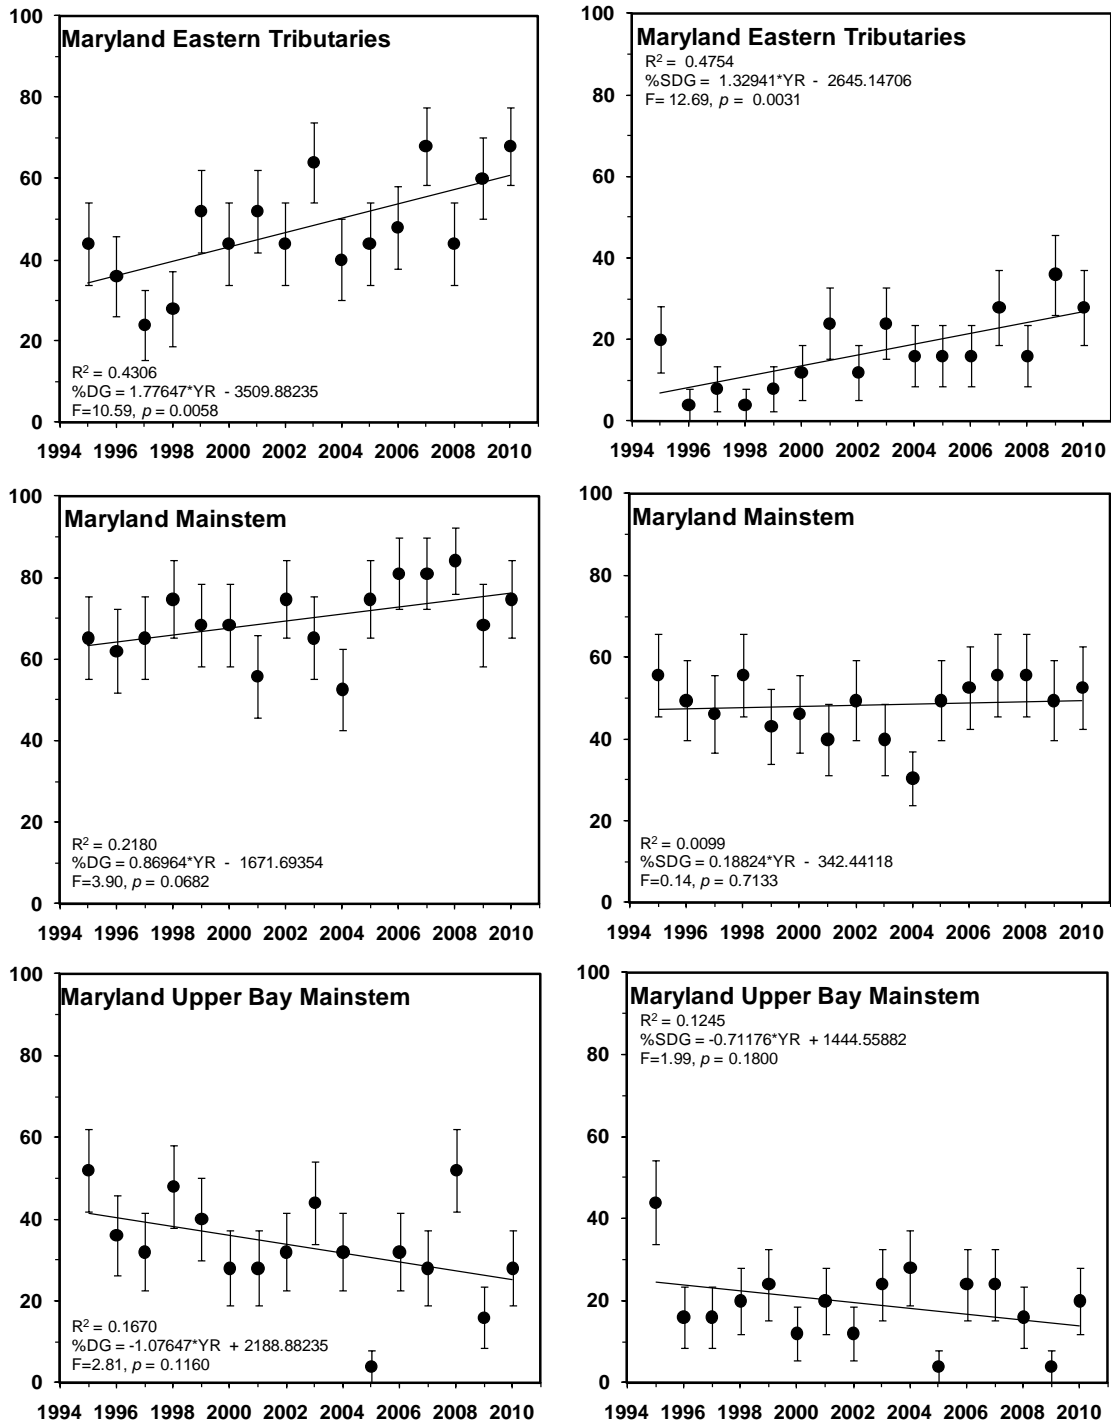 Maryland Eastern Tributaries
R² = 0.4306
%DG = 1.77647*YR - 3509.88235
F=10.59, p = 0.0058
100
80
60
40
20
0
1994 1996 1998 2000 2002 2004 2006 2008 2010
Maryland Eastern Tributaries
R² = 0.4754
%SDG = 1.32941*YR - 2645.14706
F= 12.69, p = 0.0031
100
80
60
40
20
0
1994 1996 1998 2000 2002 2004 2006 2008 2010
Maryland Mainstem
R² = 0.2180
%DG = 0.86964*YR - 1671.69354
F=3.90, p = 0.0682
100
80
60
40
20
0
1994 1996 1998 2000 2002 2004 2006 2008 2010
Maryland Mainstem
R² = 0.0099
%SDG = 0.18824*YR - 342.44118
F=0.14, p = 0.7133
100
80
60
40
20
0
1994 1996 1998 2000 2002 2004 2006 2008 2010
Maryland Upper Bay Mainstem
R² = 0.1670
%DG = -1.07647*YR + 2188.88235
F=2.81, p = 0.1160
100
80
60
40
20
0
1994 1996 1998 2000 2002 2004 2006 2008 2010
Maryland Upper Bay Mainstem
R² = 0.1245
%SDG = -0.71176*YR + 1444.55882
F=1.99, p = 0.1800
100
80
60
40
20
0
1994 1996 1998 2000 2002 2004 2006 2008 2010